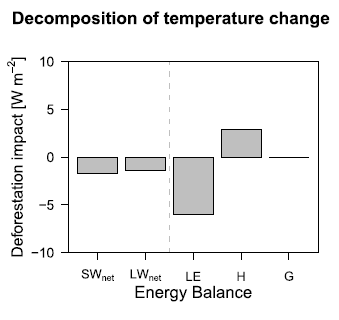 Decomposition of temperature change
Deforestation impact [W m⁻²]
10
5
0
−5
−10
SWnet
LWnet
LE
H
G
Energy Balance